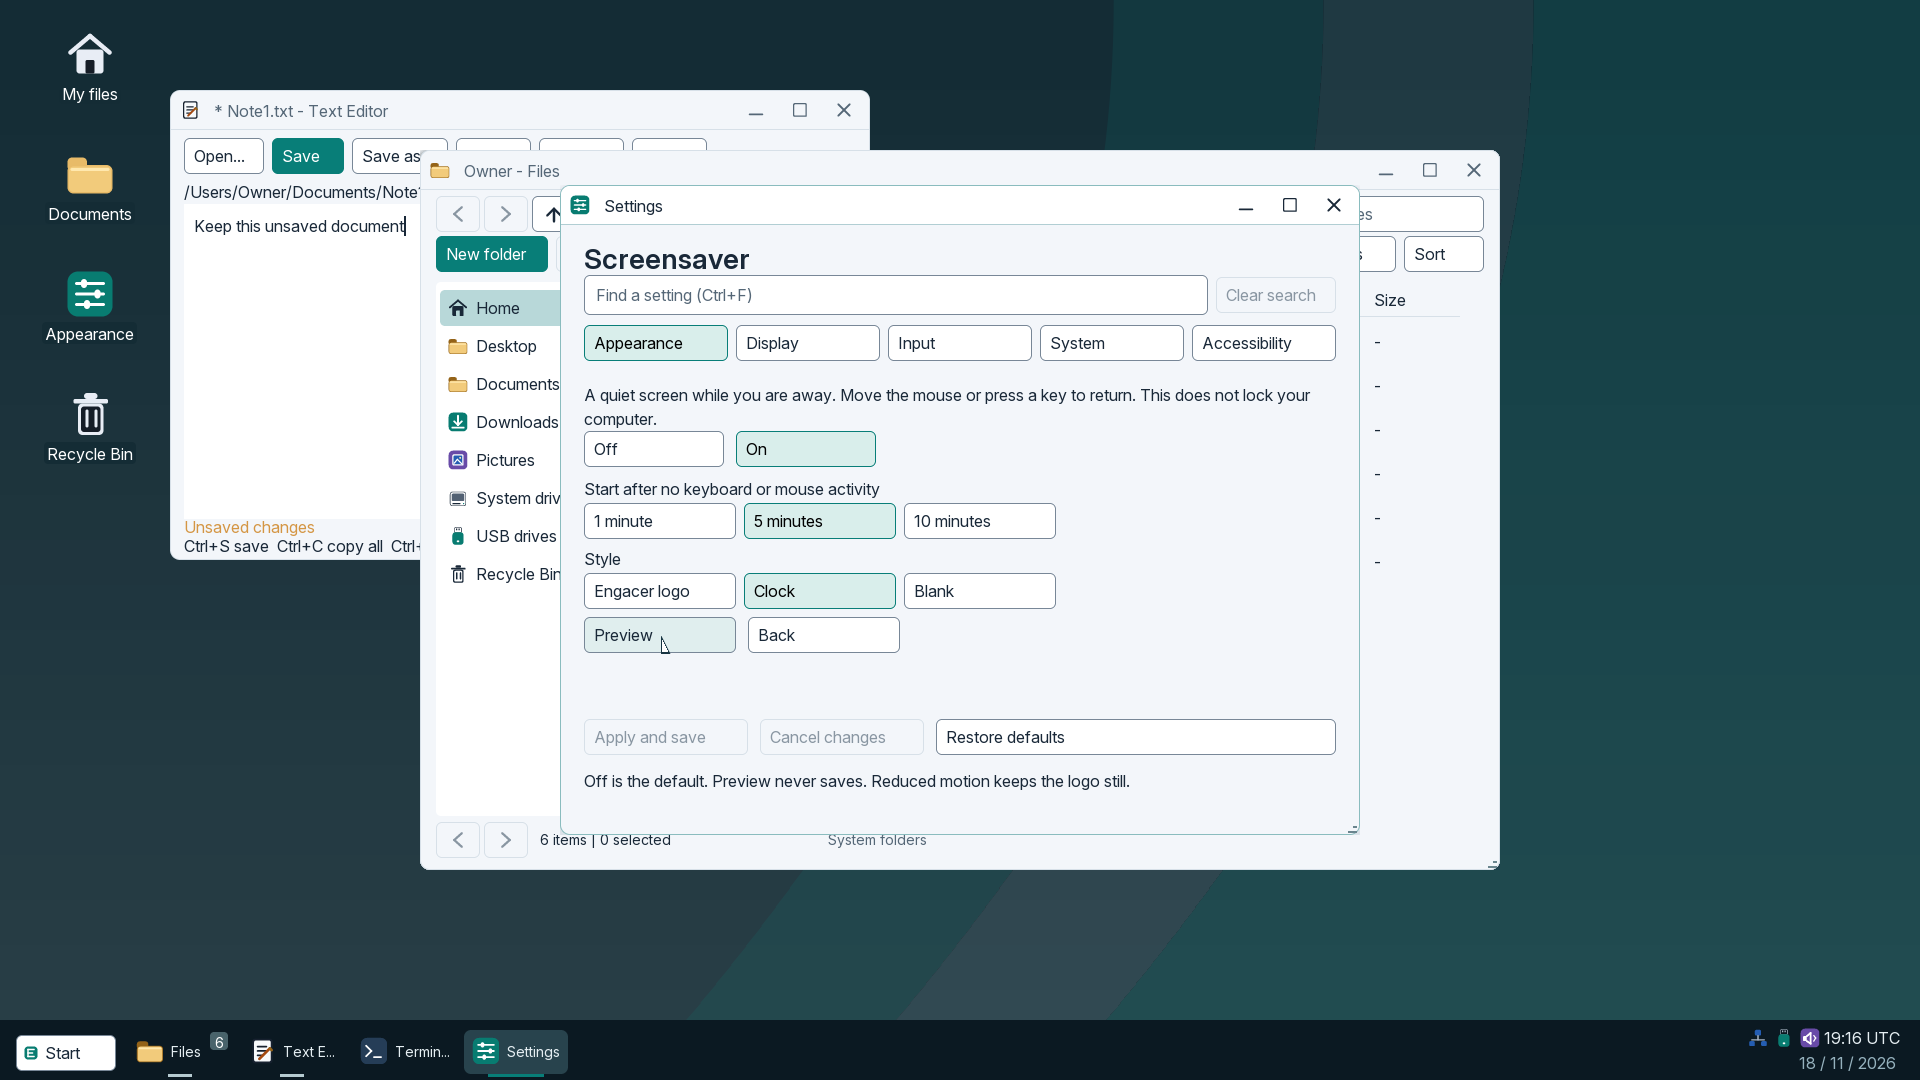 My files
Documents
Appearance
Recycle Bin
* Note1.txt - Text Editor
Open...
Save
Save as
/Users/Owner/Documents/Note1
Keep this unsaved document
Unsaved changes
Ctrl+S save  Ctrl+C copy all  Ctrl+
Owner - Files
New folder
Sort
Home
Desktop
Documents
Downloads
Pictures
System driv
USB drives
Recycle Bin
Size
-
-
-
-
-
-
6 items | 0 selected
System folders
Settings
Screensaver
Find a setting (Ctrl+F)
Clear search
Appearance
Display
Input
System
Accessibility
A quiet screen while you are away. Move the mouse or press a key to return. This does not lock your
computer.
Off
On
Start after no keyboard or mouse activity
1 minute
5 minutes
10 minutes
Style
Engacer logo
Clock
Blank
Preview
Back
Apply and save
Cancel changes
Restore defaults
Off is the default. Preview never saves. Reduced motion keeps the logo still.
Start
Files
6
Text E...
Termin...
Settings
19:16 UTC
18 / 11 / 2026